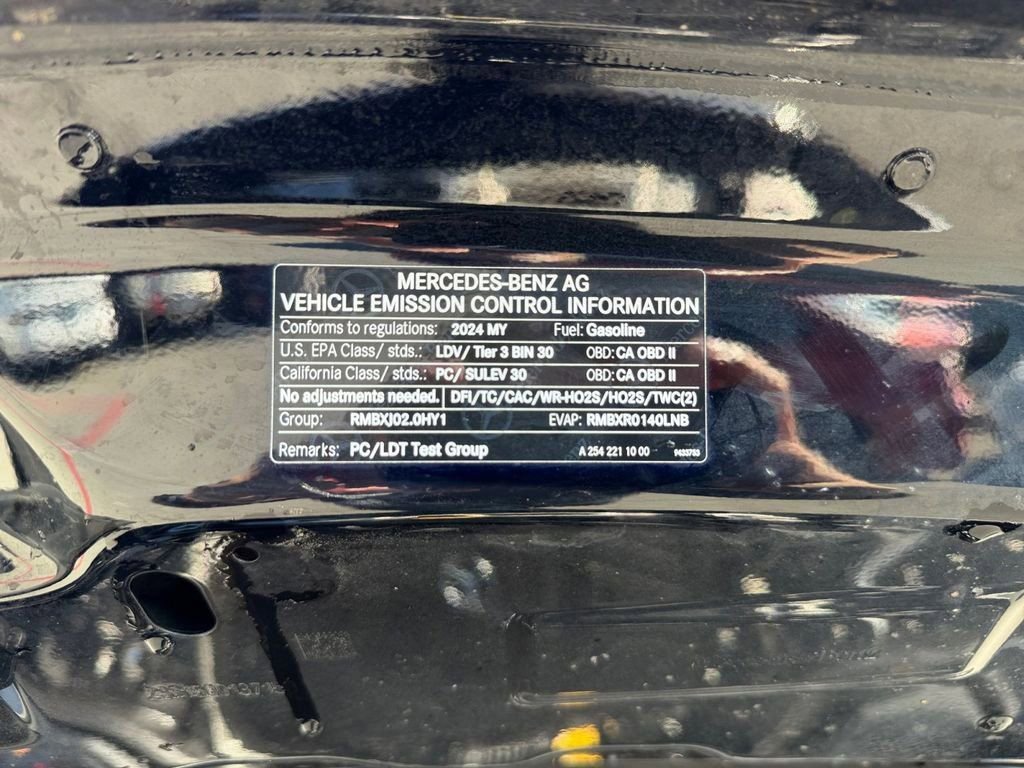 MERCEDES-BENZ AG
VEHICLE EMISSION CONTROL INFORMATION
Conforms to regulations: 2024 MY Fuel: Gasoline
U.S. EPA Class/ stds.: LDV/ Tier 3 BIN 30 OBD: CA OBD II
California Class/ stds.: PC/ SULEV 30 OBD: CA OBD II
No adjustments needed. DFI/TC/CAC/WR-HO2S/HO2S/TWC(2)
Group: RMBXJ02.0HY1 EVAP: RMBXR0140LNB
Remarks: PC/LDT Test Group A 254 221 10 00 9433753